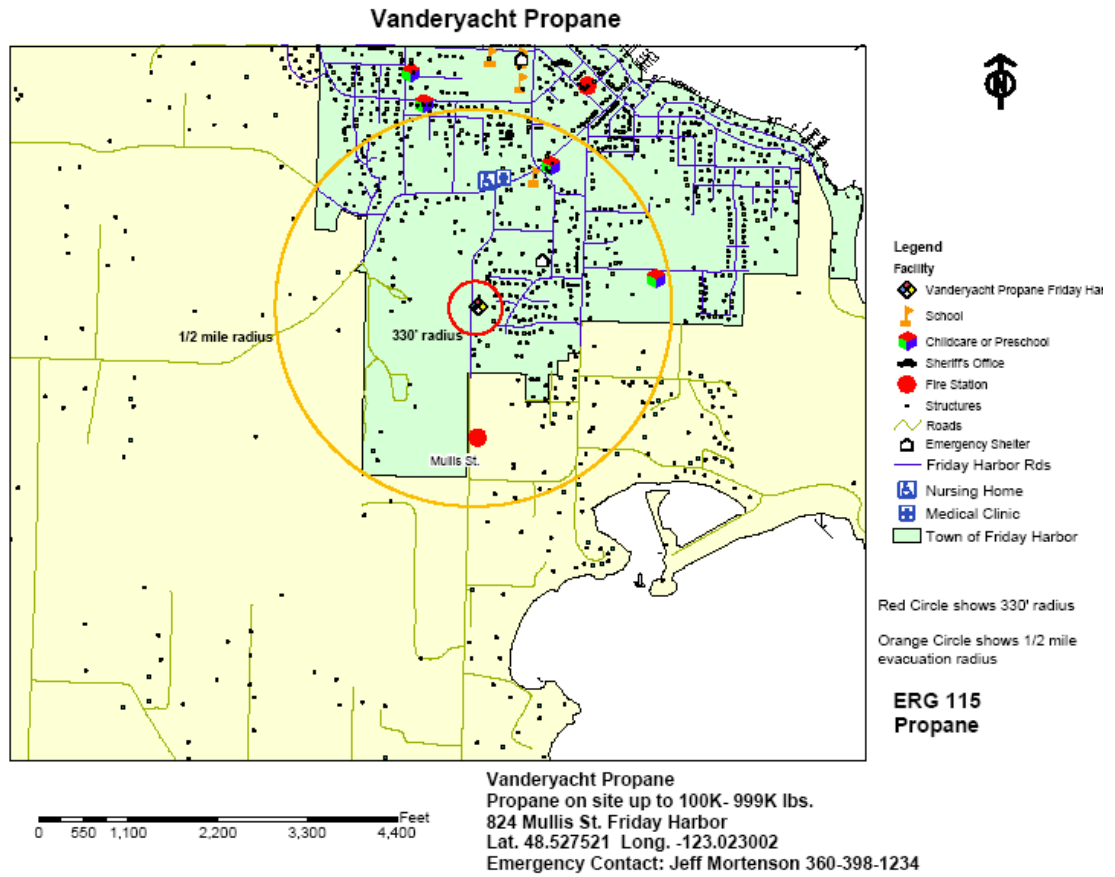 Vanderyacht Propane
N
1/2 mile radius
330' radius
Mullis St.
Legend
Facility
Vanderyacht Propane Friday Har
School
Childcare or Preschool
Sheriff's Office
Fire Station
Structures
Roads
Emergency Shelter
Friday Harbor Rds
Nursing Home
Medical Clinic
Town of Friday Harbor
Red Circle shows 330' radius
Orange Circle shows 1/2 mile
evacuation radius
ERG 115
Propane
Feet
0 550 1,100 2,200 3,300 4,400
Vanderyacht Propane
Propane on site up to 100K- 999K lbs.
824 Mullis St. Friday Harbor
Lat. 48.527521 Long. -123.023002
Emergency Contact: Jeff Mortenson 360-398-1234